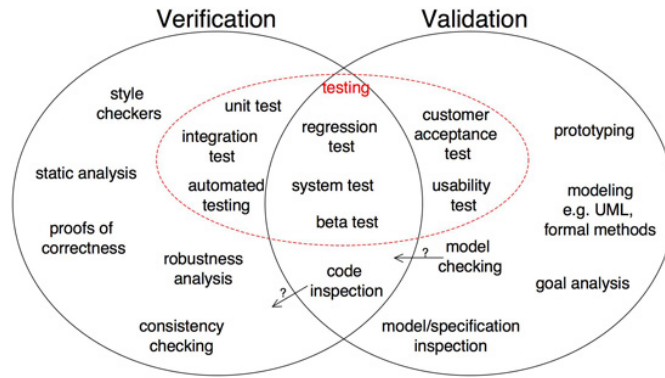 Verification
Validation
testing
style
checkers
unit test
integration
test
automated
testing
static analysis
proofs of
correctness
robustness
analysis
consistency
checking
regression
test
system test
beta test
code
inspection
?
?
customer
acceptance
test
usability
test
model
checking
prototyping
modeling
e.g. UML,
formal methods
goal analysis
model/specification
inspection